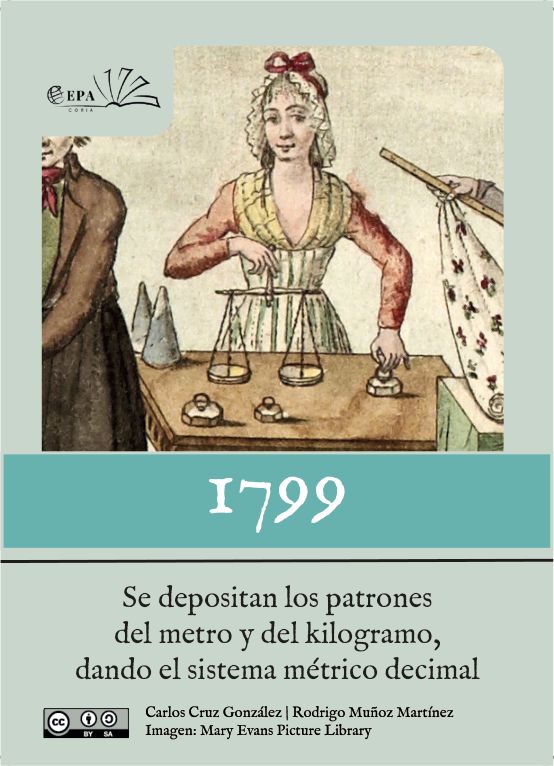 EPA
CORIA
1799
Se depositan los patrones
del metro y del kilogramo,
dando el sistema métrico decimal
Carlos Cruz González | Rodrigo Muñoz Martínez
Imagen: Mary Evans Picture Library
cc
BY SA